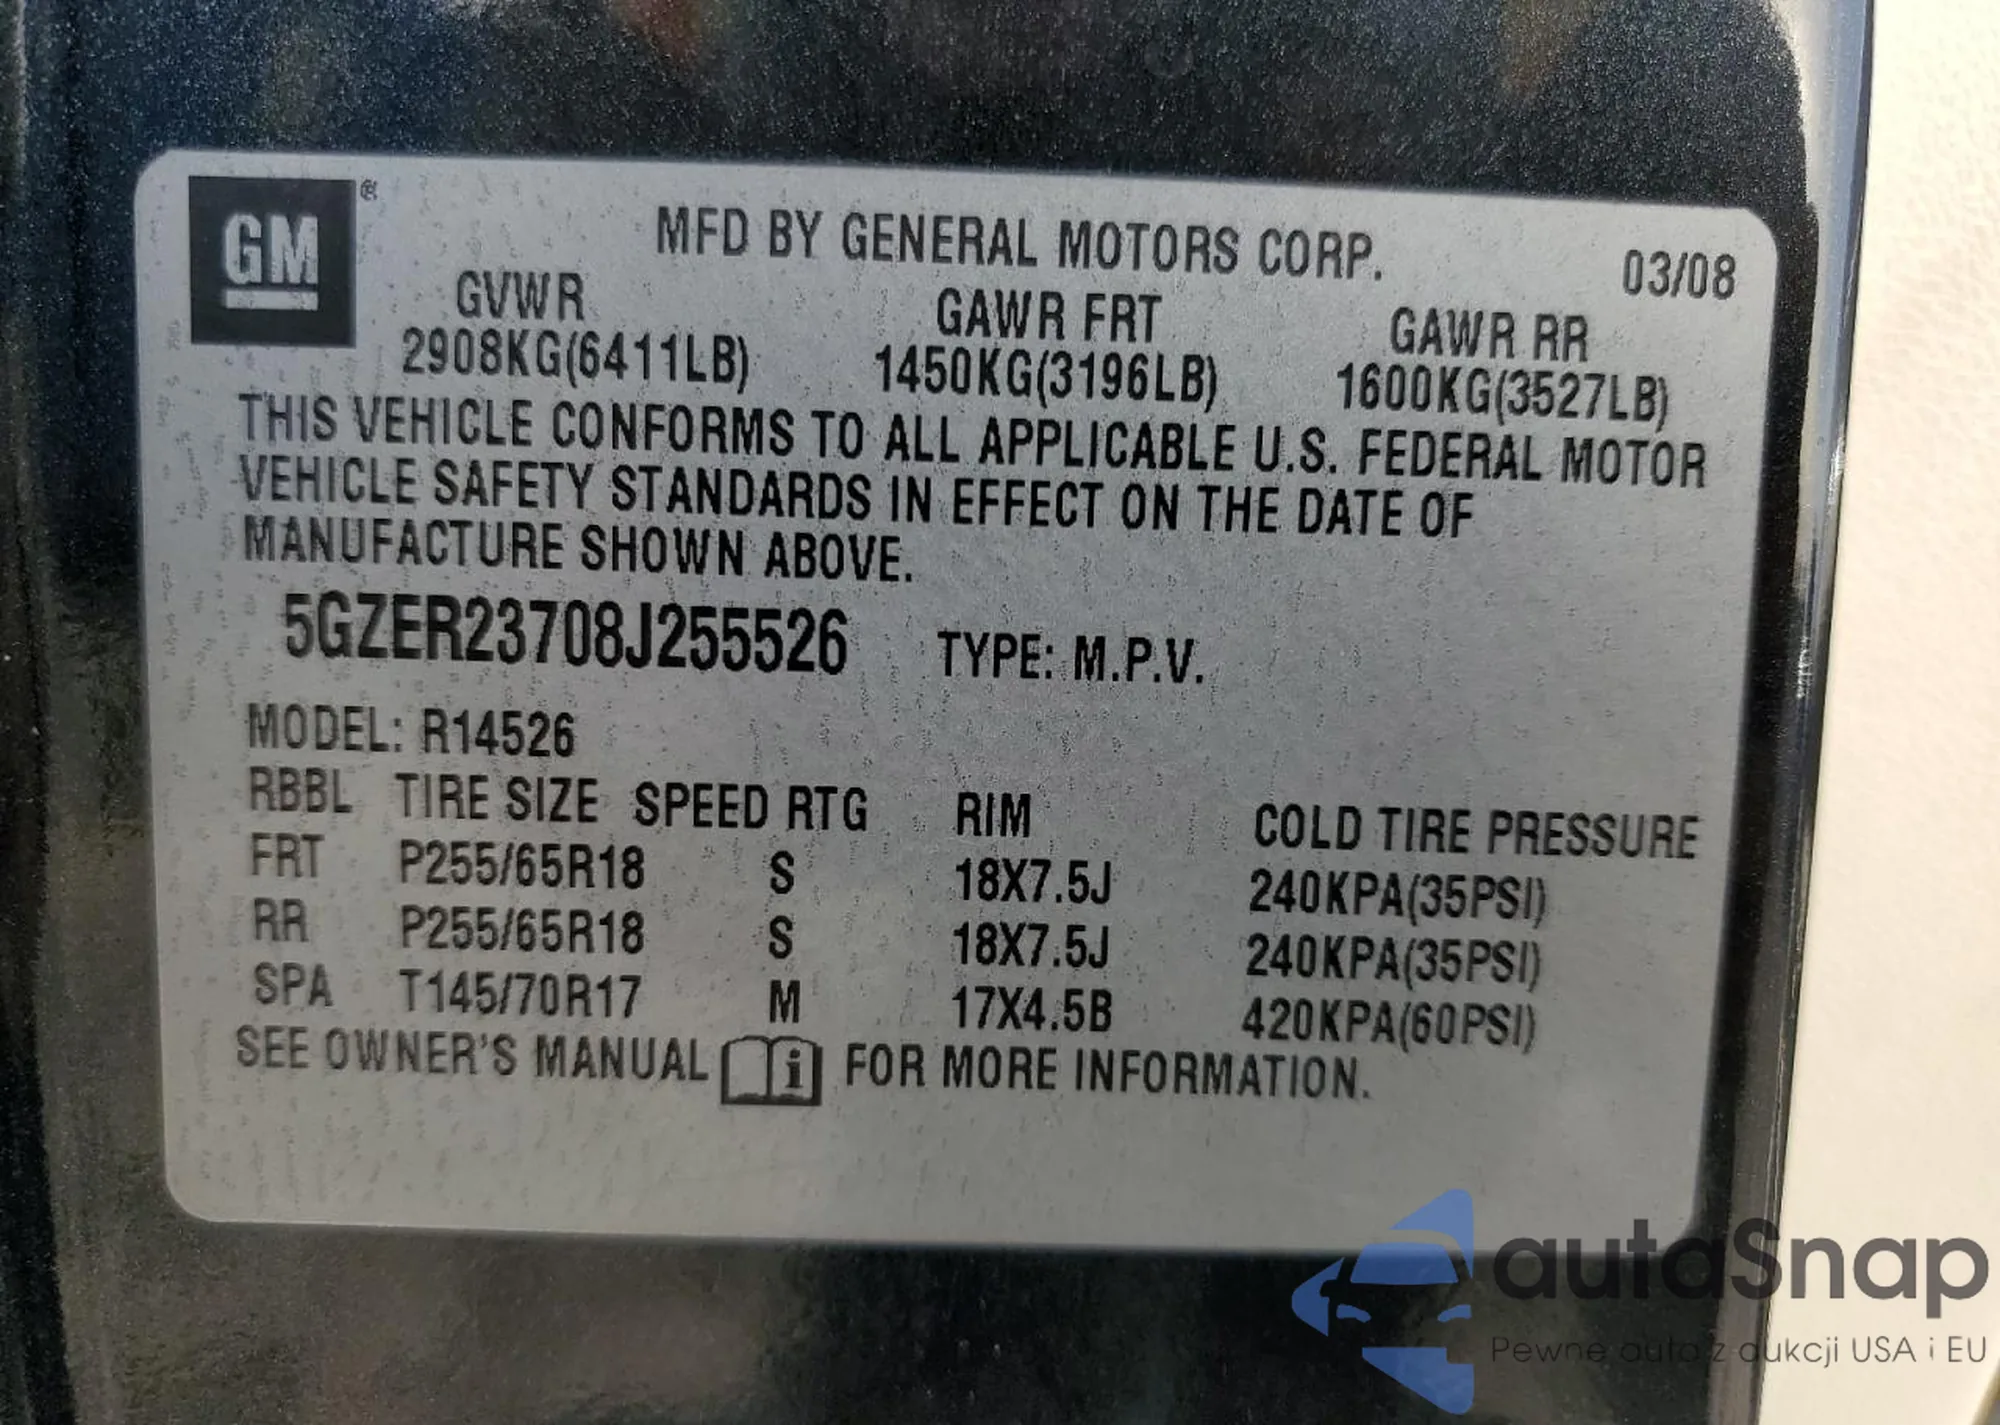 GM ®
MFD BY GENERAL MOTORS CORP.
03/08
GVWR GAWR FRT GAWR RR
2908KG(6411LB) 1450KG(3196LB) 1600KG(3527LB)
THIS VEHICLE CONFORMS TO ALL APPLICABLE U.S. FEDERAL MOTOR
VEHICLE SAFETY STANDARDS IN EFFECT ON THE DATE OF
MANUFACTURE SHOWN ABOVE.
5GZER23708J255526 TYPE: M.P.V.
MODEL: R14526
RBBL TIRE SIZE SPEED RTG RIM COLD TIRE PRESSURE
FRT P255/65R18 S 18X7.5J 240KPA(35PSI)
RR P255/65R18 S 18X7.5J 240KPA(35PSI)
SPA T145/70R17 M 17X4.5B 420KPA(60PSI)
SEE OWNER'S MANUAL i FOR MORE INFORMATION.
autaSnap
Pewne auta z aukcji USA i EU